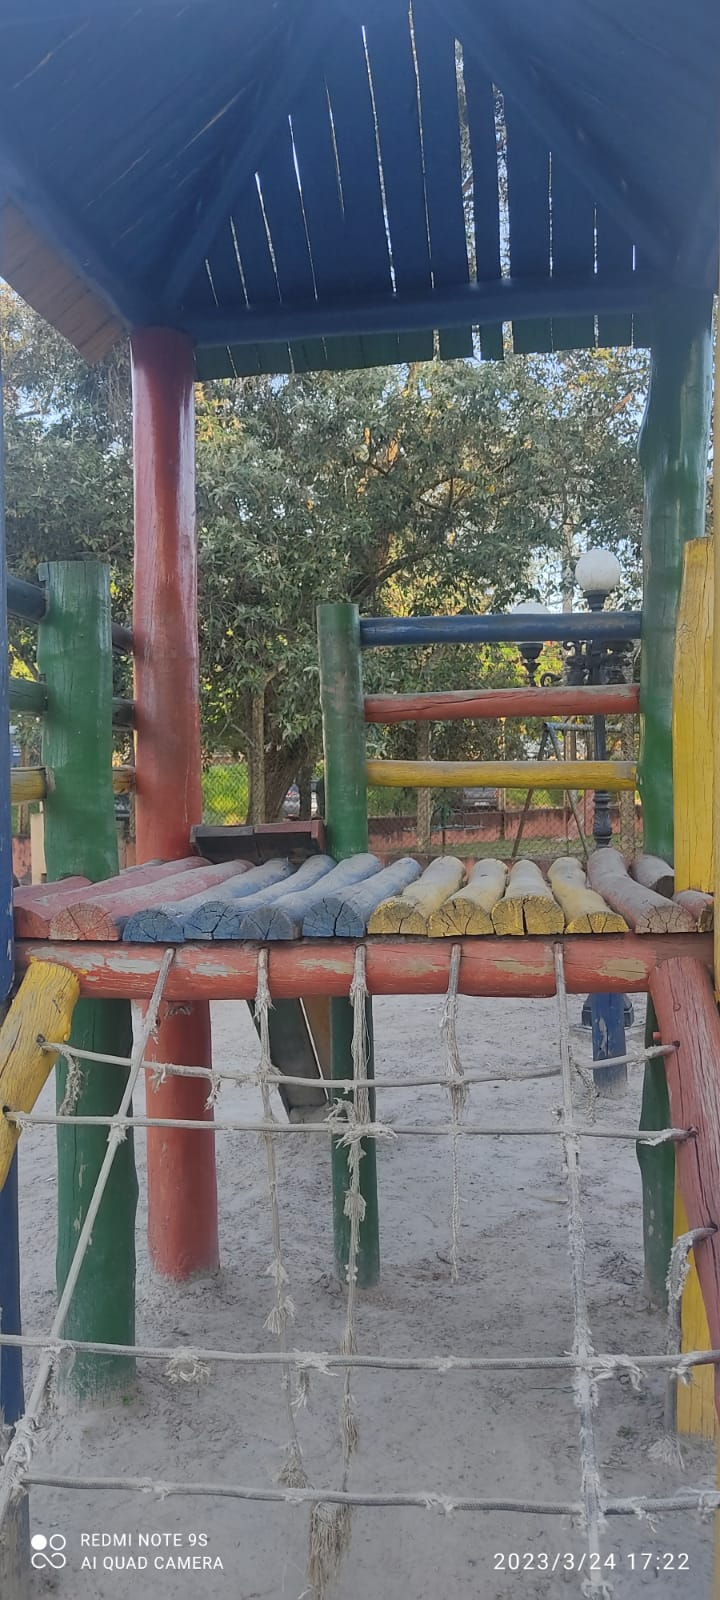 REDMI NOTE 9S
AI QUAD CAMERA
2023/3/24 17:22